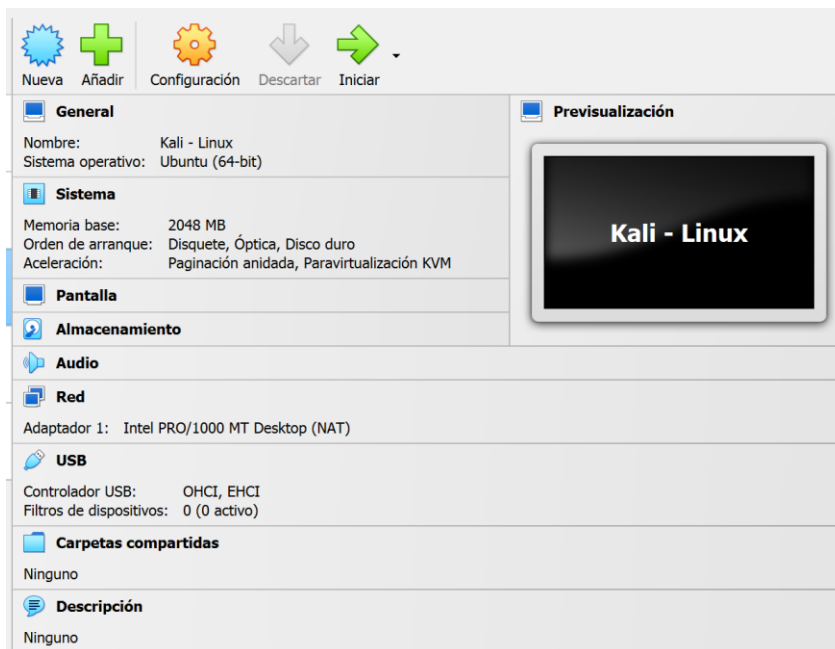 Nueva Añadir Configuración Descartar Iniciar
General
Nombre: Kali - Linux
Sistema operativo: Ubuntu (64-bit)
Sistema
Memoria base: 2048 MB
Orden de arranque: Disquete, Óptica, Disco duro
Aceleración: Paginación anidada, Paravirtualización KVM
Pantalla
Almacenamiento
Previsualización
Kali - Linux
Audio
Red
Adaptador 1: Intel PRO/1000 MT Desktop (NAT)
USB
Controlador USB: OHCI, EHCI
Filtros de dispositivos: 0 (0 activo)
Carpetas compartidas
Ninguno
Descripción
Ninguno